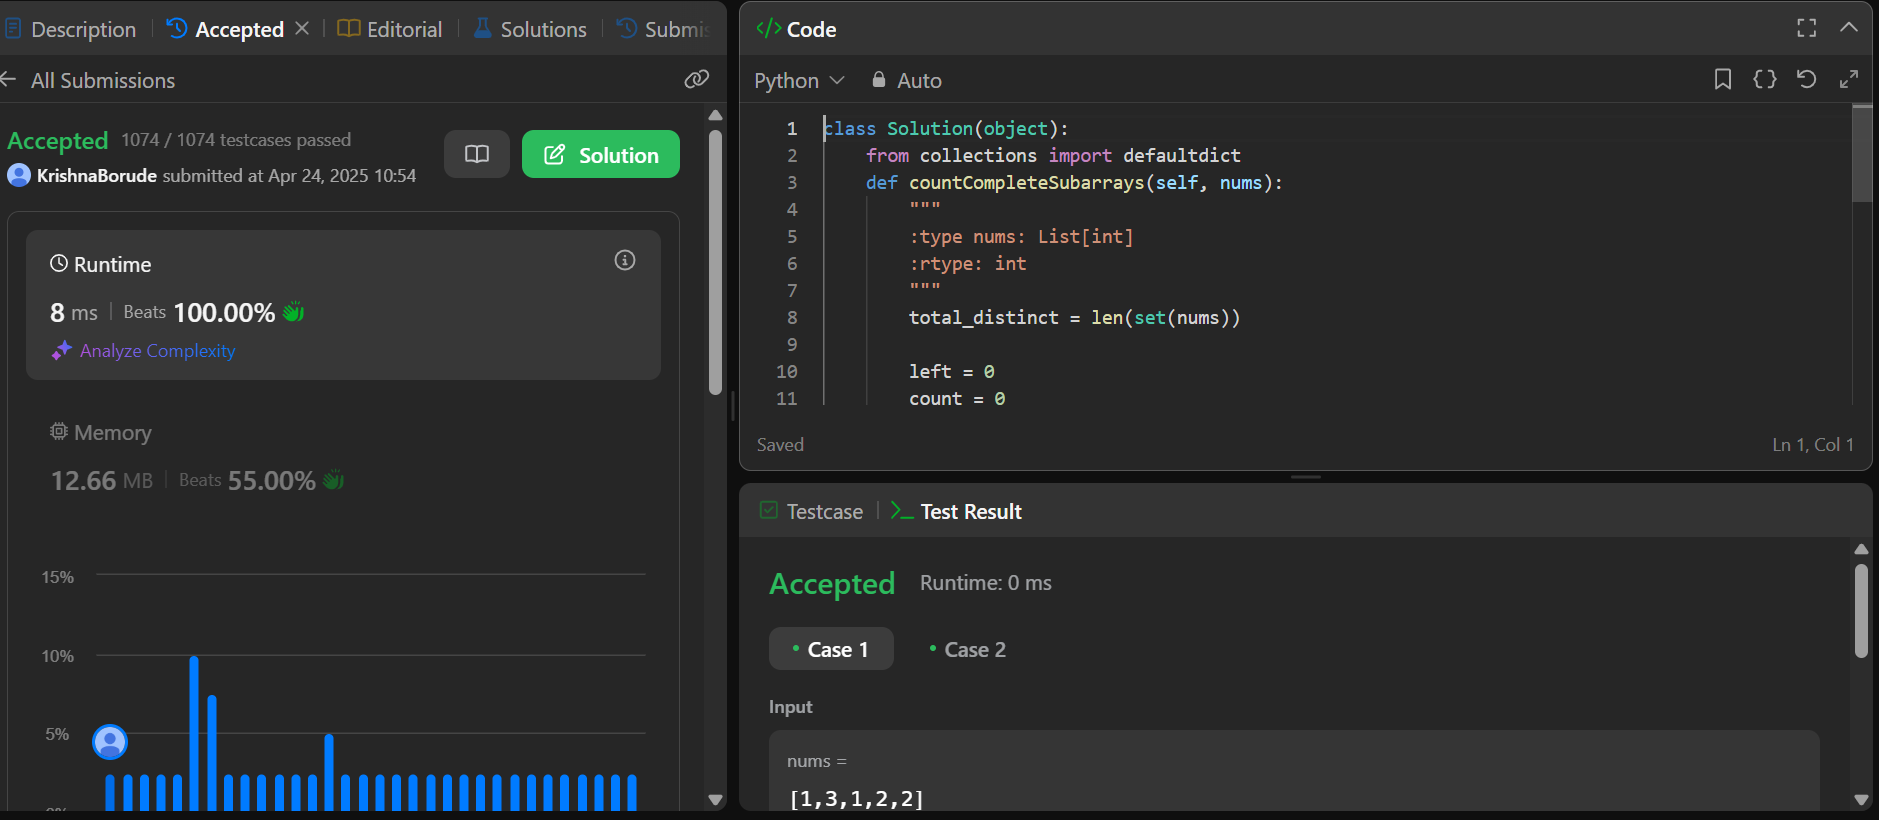 Description
Accepted
Editorial
Solutions
Submis
All Submissions
Accepted 1074 / 1074 testcases passed
KrishnaBorude submitted at Apr 24, 2025 10:54
Solution
Runtime
8 ms | Beats 100.00%
Analyze Complexity
Memory
12.66 MB | Beats 55.00%
15%
10%
5%
</> Code
Python
Auto
1 class Solution(object):
2 from collections import defaultdict
3 def countCompleteSubarrays(self, nums):
4 """
5 :type nums: List[int]
6 :rtype: int
7 """
8 total_distinct = len(set(nums))
9
10 left = 0
11 count = 0
Saved
Ln 1, Col 1
Testcase
Test Result
Accepted Runtime: 0 ms
Case 1
Case 2
Input
nums =
[1,3,1,2,2]